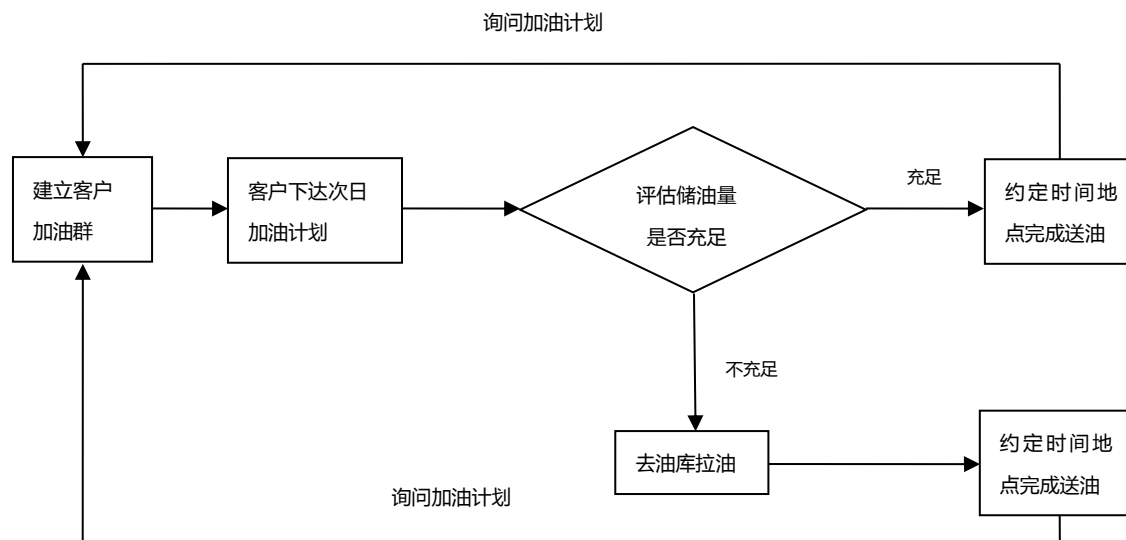 询问加油计划
建立客户
加油群
客户下达次日
加油计划
评估储油量
是否充足
充足
约定时间地
点完成送油
不充足
去油库拉油
约定时间地
点完成送油
询问加油计划